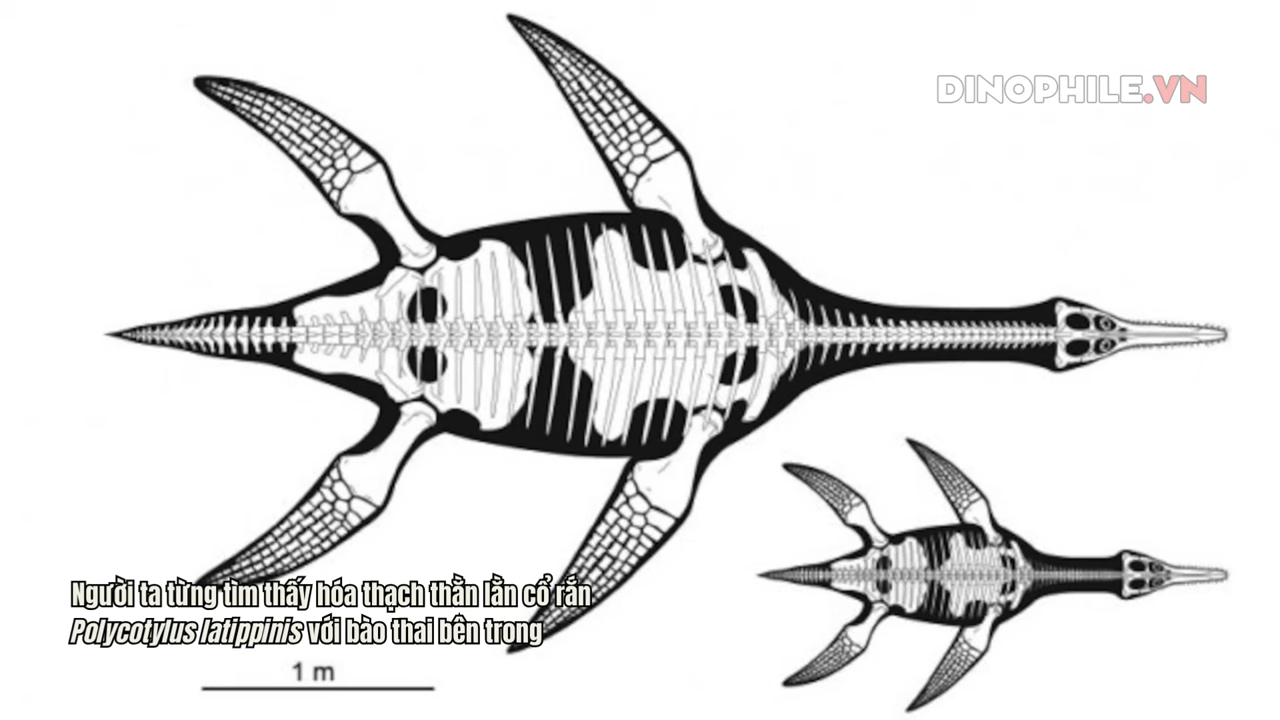 DINOPHILE.VN
Người ta từng tìm thấy hóa thạch thằn lằn cổ rắn
Polycotylus latippinis với bào thai bên trong
1 m